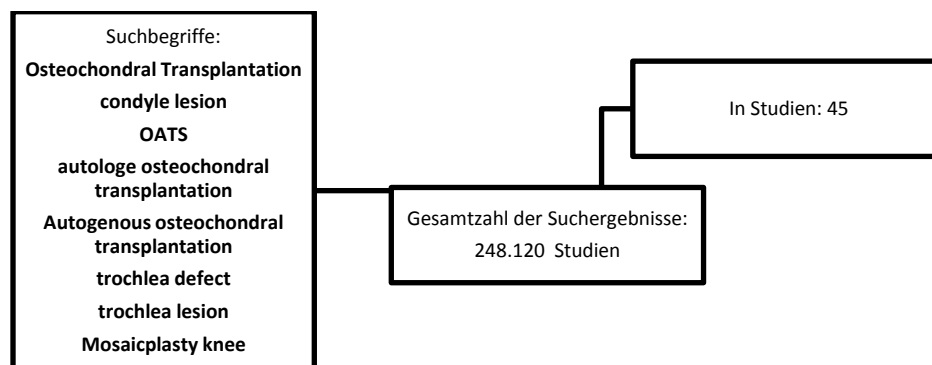 Suchbegriffe:
Osteochondral Transplantation
condyle lesion
OATS
autologe osteochondral
transplantation
Autogenous osteochondral
transplantation
trochlea defect
trochlea lesion
Mosaicplasty knee
In Studien: 45
Gesamtzahl der Suchergebnisse:
248.120 Studien